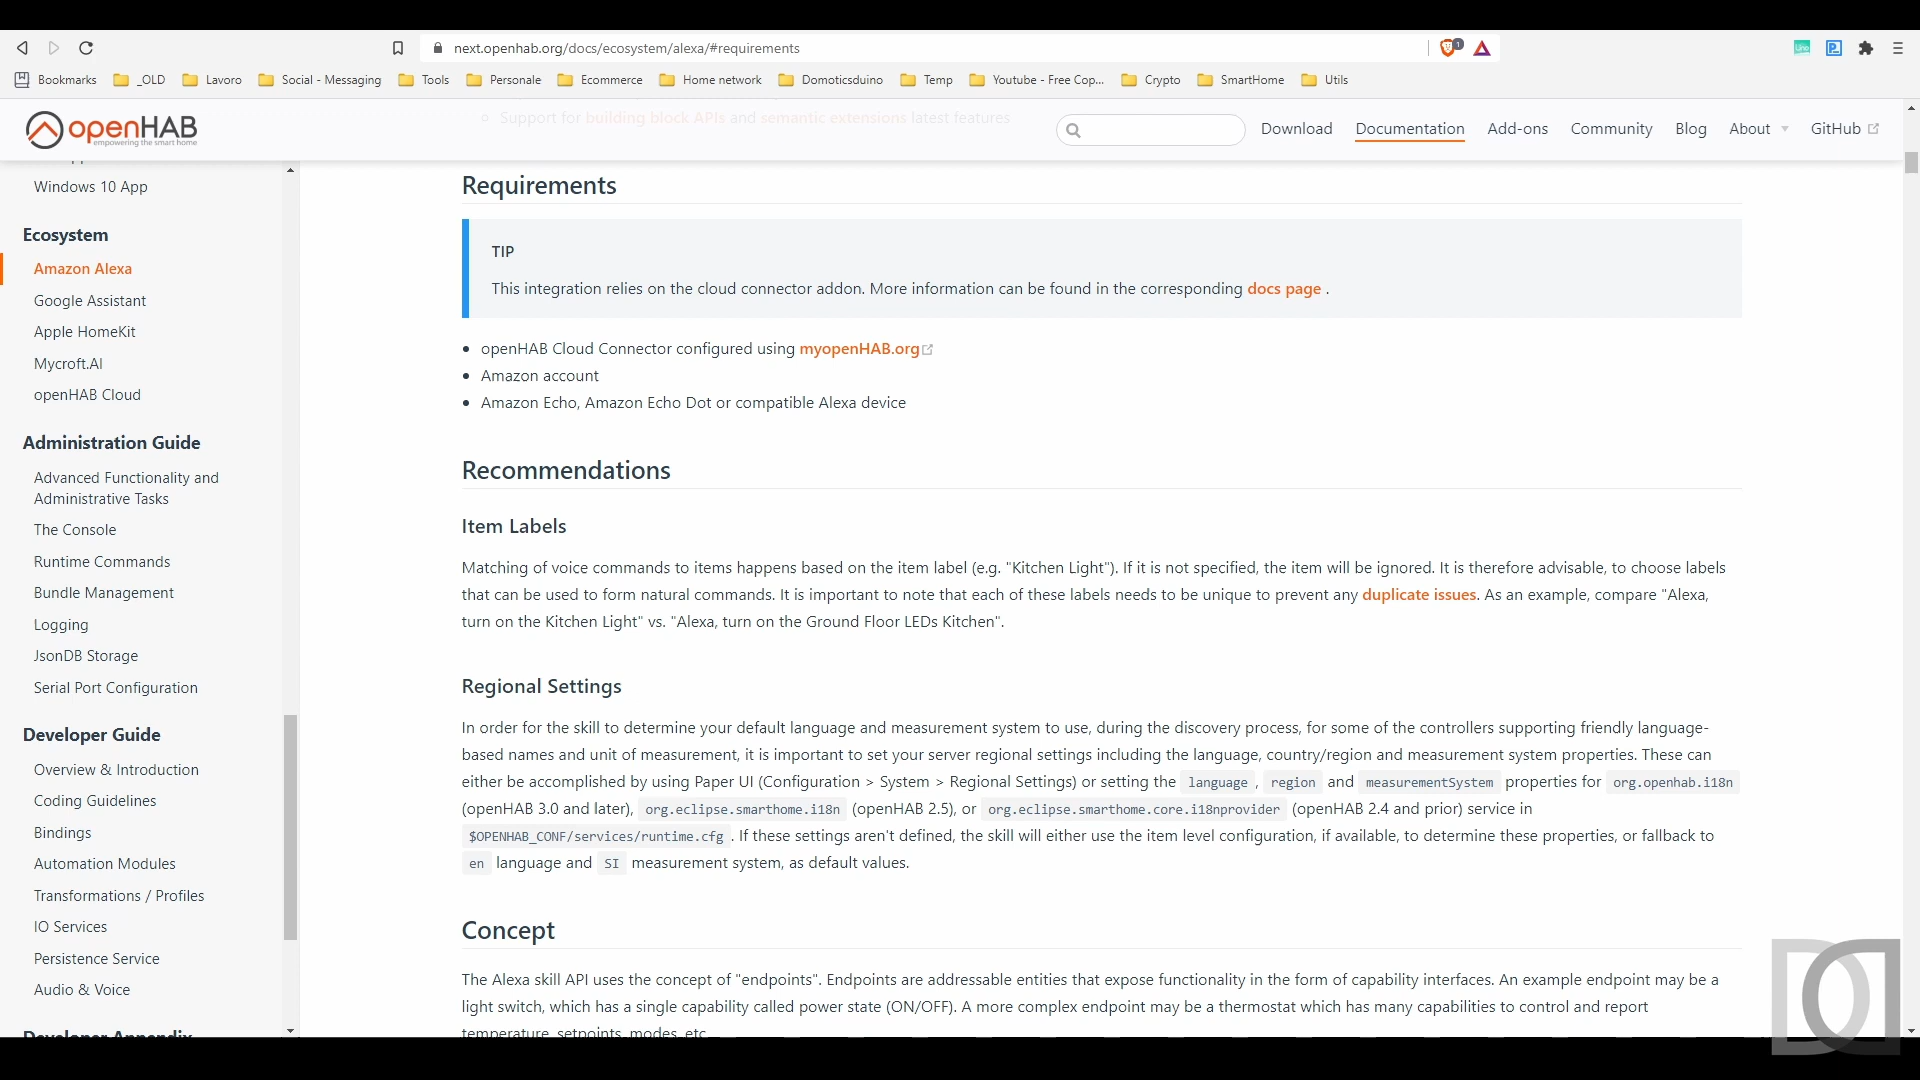 next.openhab.org/docs/ecosystem/alexa/#requirements
1
Uno
Bookmarks
_OLD
Lavoro
Social - Messaging
Tools
Personale
Ecommerce
Home network
Domoticsduino
Temp
Youtube - Free Cop...
Crypto
SmartHome
Utils
openHAB
empowering the smart home
Support for building block APIs and semantic extensions latest features
Download
Documentation
Add-ons
Community
Blog
About
GitHub
Windows 10 App
Ecosystem
Amazon Alexa
Google Assistant
Apple HomeKit
Mycroft.AI
openHAB Cloud
Administration Guide
Advanced Functionality and
Administrative Tasks
The Console
Runtime Commands
Bundle Management
Logging
JsonDB Storage
Serial Port Configuration
Developer Guide
Overview & Introduction
Coding Guidelines
Bindings
Automation Modules
Transformations / Profiles
IO Services
Persistence Service
Audio & Voice
Developer Appendix
Requirements
TIP
This integration relies on the cloud connector addon. More information can be found in the corresponding docs page .
openHAB Cloud Connector configured using myopenHAB.org
Amazon account
Amazon Echo, Amazon Echo Dot or compatible Alexa device
Recommendations
Item Labels
Matching of voice commands to items happens based on the item label (e.g. "Kitchen Light"). If it is not specified, the item will be ignored. It is therefore advisable, to choose labels
that can be used to form natural commands. It is important to note that each of these labels needs to be unique to prevent any duplicate issues. As an example, compare "Alexa,
turn on the Kitchen Light" vs. "Alexa, turn on the Ground Floor LEDs Kitchen".
Regional Settings
In order for the skill to determine your default language and measurement system to use, during the discovery process, for some of the controllers supporting friendly language-
based names and unit of measurement, it is important to set your server regional settings including the language, country/region and measurement system properties. These can
either be accomplished by using Paper UI (Configuration > System > Regional Settings) or setting the language , region and measurementSystem properties for org.openhab.i18n
(openHAB 3.0 and later), org.eclipse.smarthome.i18n (openHAB 2.5), or org.eclipse.smarthome.core.i18nprovider (openHAB 2.4 and prior) service in
$OPENHAB_CONF/services/runtime.cfg . If these settings aren't defined, the skill will either use the item level configuration, if available, to determine these properties, or fallback to
en language and SI measurement system, as default values.
Concept
The Alexa skill API uses the concept of "endpoints". Endpoints are addressable entities that expose functionality in the form of capability interfaces. An example endpoint may be a
light switch, which has a single capability called power state (ON/OFF). A more complex endpoint may be a thermostat which has many capabilities to control and report
temperature, setpoints, modes, etc.